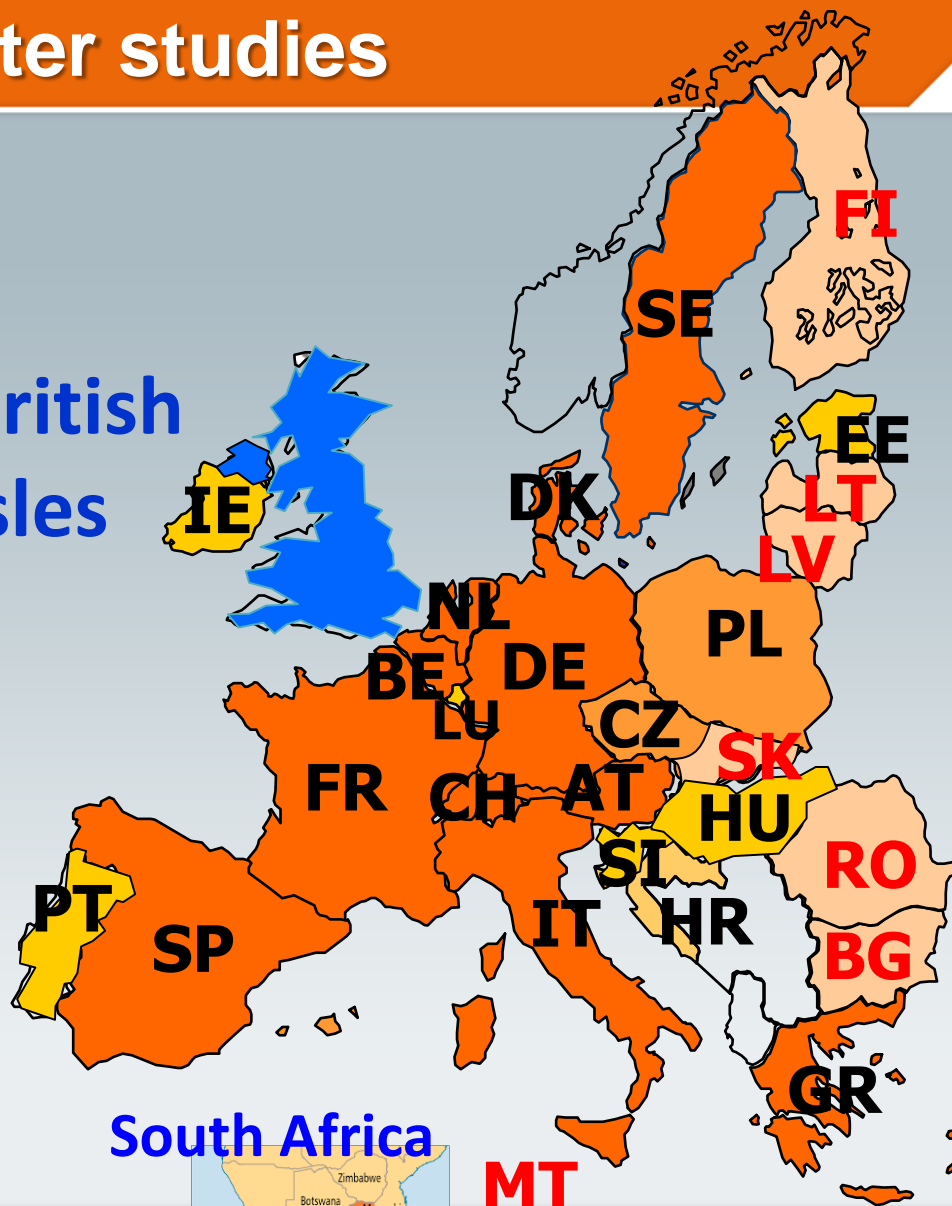 ter studies
FI
SE
ritish
EE
sles
DK
LT
IE
LV
NL
PL
BE
DE
LU
CZ
SK
FR
CH
AT
HU
SI
RO
PT
HR
IT
SP
BG
GR
South Africa
MT
Zimbabwe
Botswana